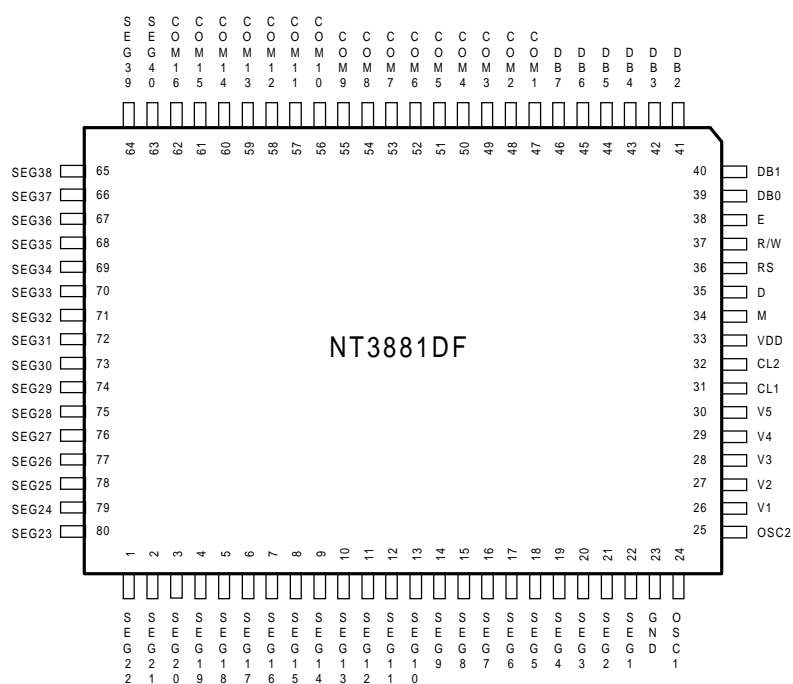 SEG39 SEG40 COM16 COM15 COM14 COM13 COM12 COM11 COM10 COM9 COM8 COM7 COM6 COM5 COM4 COM3 COM2 COM1 DB7 DB6 DB5 DB4 DB3 DB2
64 63 62 61 60 59 58 57 56 55 54 53 52 51 50 49 48 47 46 45 44 43 42 41
SEG38 65 40 DB1
SEG37 66 39 DB0
SEG36 67 38 E
SEG35 68 37 R/W
SEG34 69 36 RS
SEG33 70 35 D
SEG32 71 34 M
SEG31 72 33 VDD
NT3881DF
SEG30 73 32 CL2
SEG29 74 31 CL1
SEG28 75 30 V5
SEG27 76 29 V4
SEG26 77 28 V3
SEG25 78 27 V2
SEG24 79 26 V1
SEG23 80 25 OSC2
1 2 3 4 5 6 7 8 9 10 11 12 13 14 15 16 17 18 19 20 21 22 23 24
SEG22 SEG21 SEG20 SEG19 SEG18 SEG17 SEG16 SEG15 SEG14 SEG13 SEG12 SEG11 SEG10 SEG9 SEG8 SEG7 SEG6 SEG5 SEG4 SEG3 SEG2 SEG1 GND OSC1